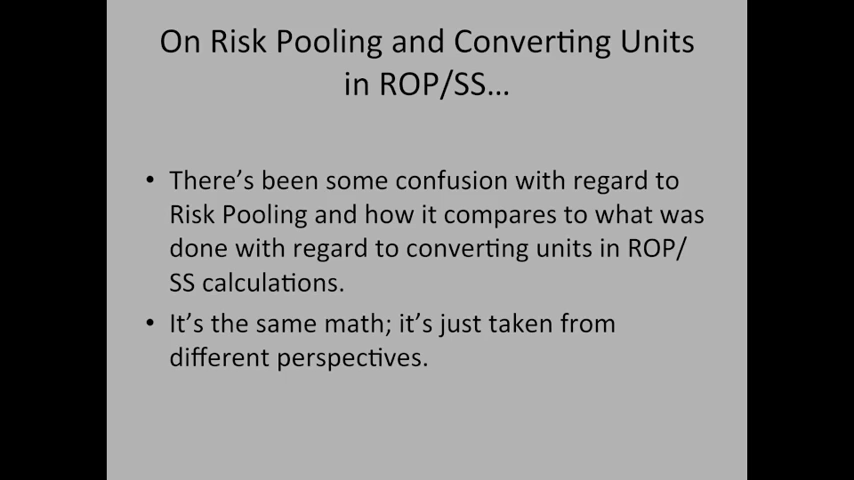 On Risk Pooling and Converting Units
in ROP/SS...
• There's been some confusion with regard to
Risk Pooling and how it compares to what was
done with regard to converting units in ROP/
SS calculations.
• It's the same math; it's just taken from
different perspectives.